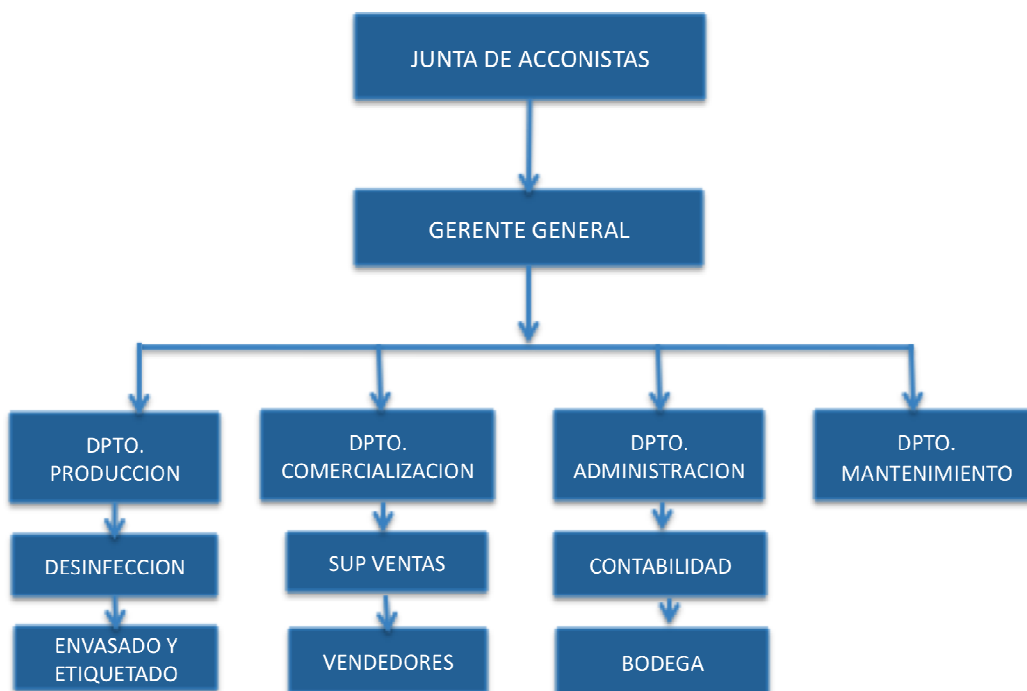 JUNTA DE ACCONISTAS
GERENTE GENERAL
DPTO.
PRODUCCION
DPTO.
COMERCIALIZACION
DPTO.
ADMINISTRACION
DPTO.
MANTENIMIENTO
DESINFECCION
SUP VENTAS
CONTABILIDAD
ENVASADO Y
ETIQUETADO
VENDEDORES
BODEGA